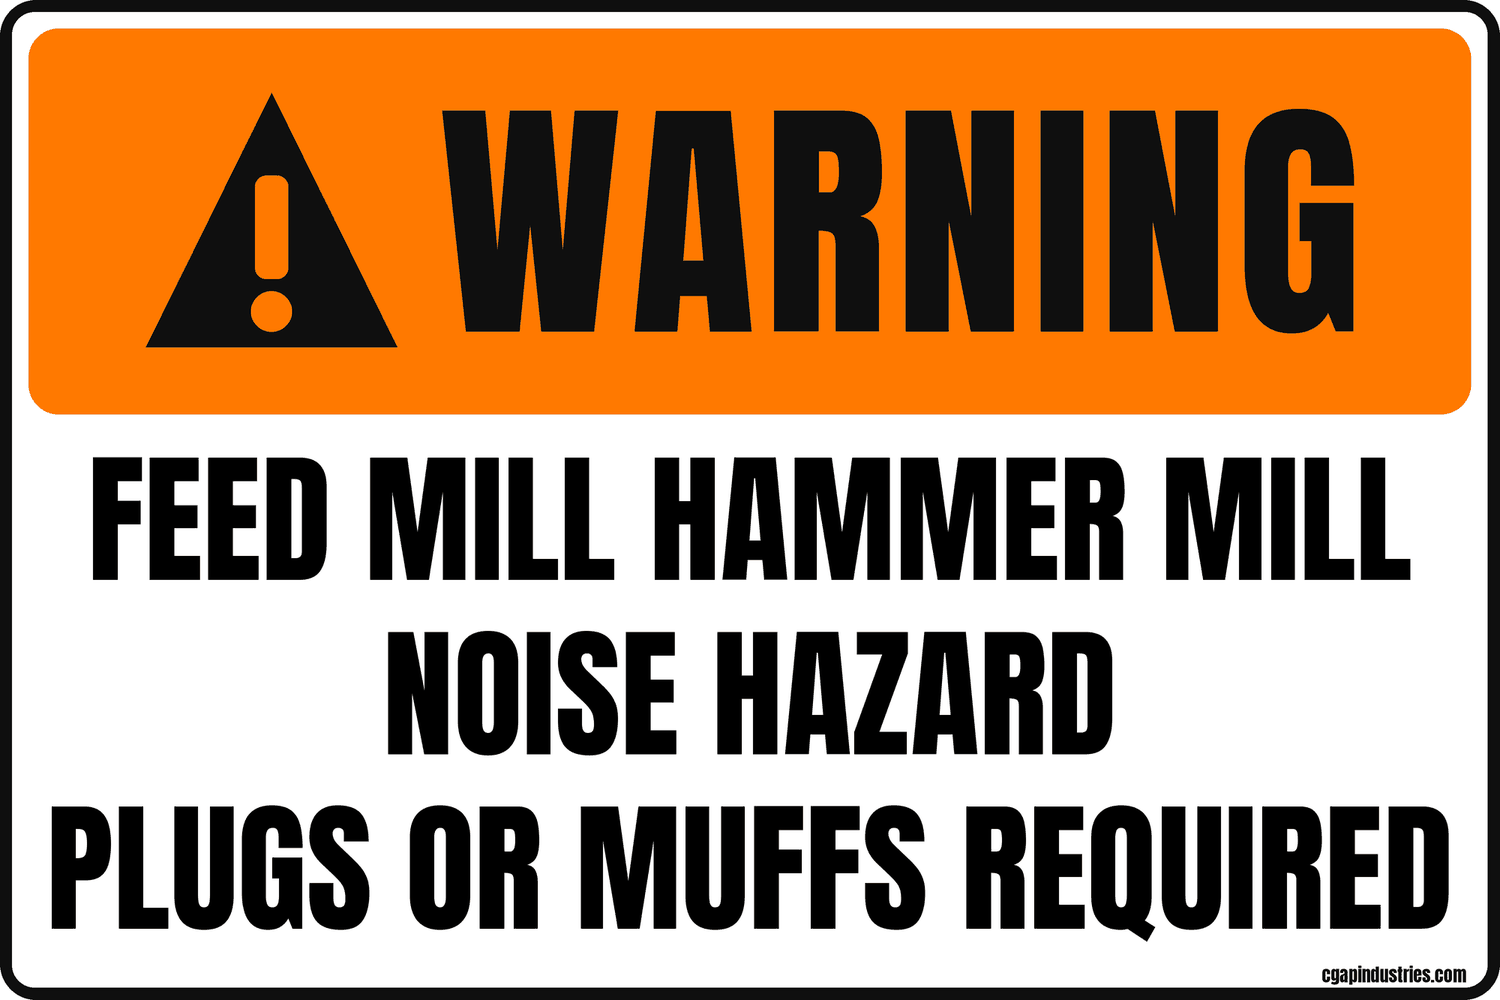 WARNING
FEED MILL HAMMER MILL
NOISE HAZARD
PLUGS OR MUFFS REQUIRED
cgapindustries.com